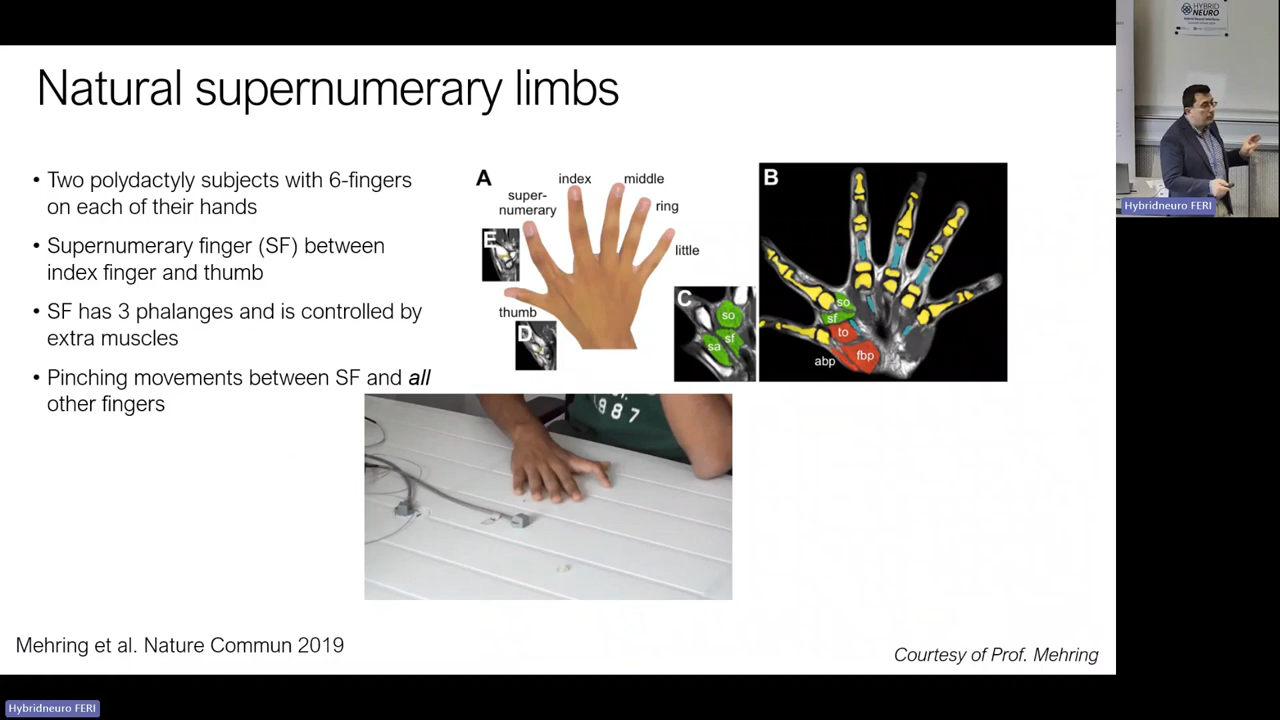 Natural supernumerary limbs
• Two polydactyly subjects with 6-fingers
on each of their hands
• Supernumerary finger (SF) between
index finger and thumb
• SF has 3 phalanges and is controlled by
extra muscles
• Pinching movements between SF and all
other fingers
A
super-
numerary
index
middle
ring
little
thumb
E
D
C
so
sf
sa
B
so
sf
to
fbp
abp
1987
Mehring et al. Nature Commun 2019
Courtesy of Prof. Mehring
HYBRID
NEURO
Hybridneuro FERI
Hybridneuro FERI